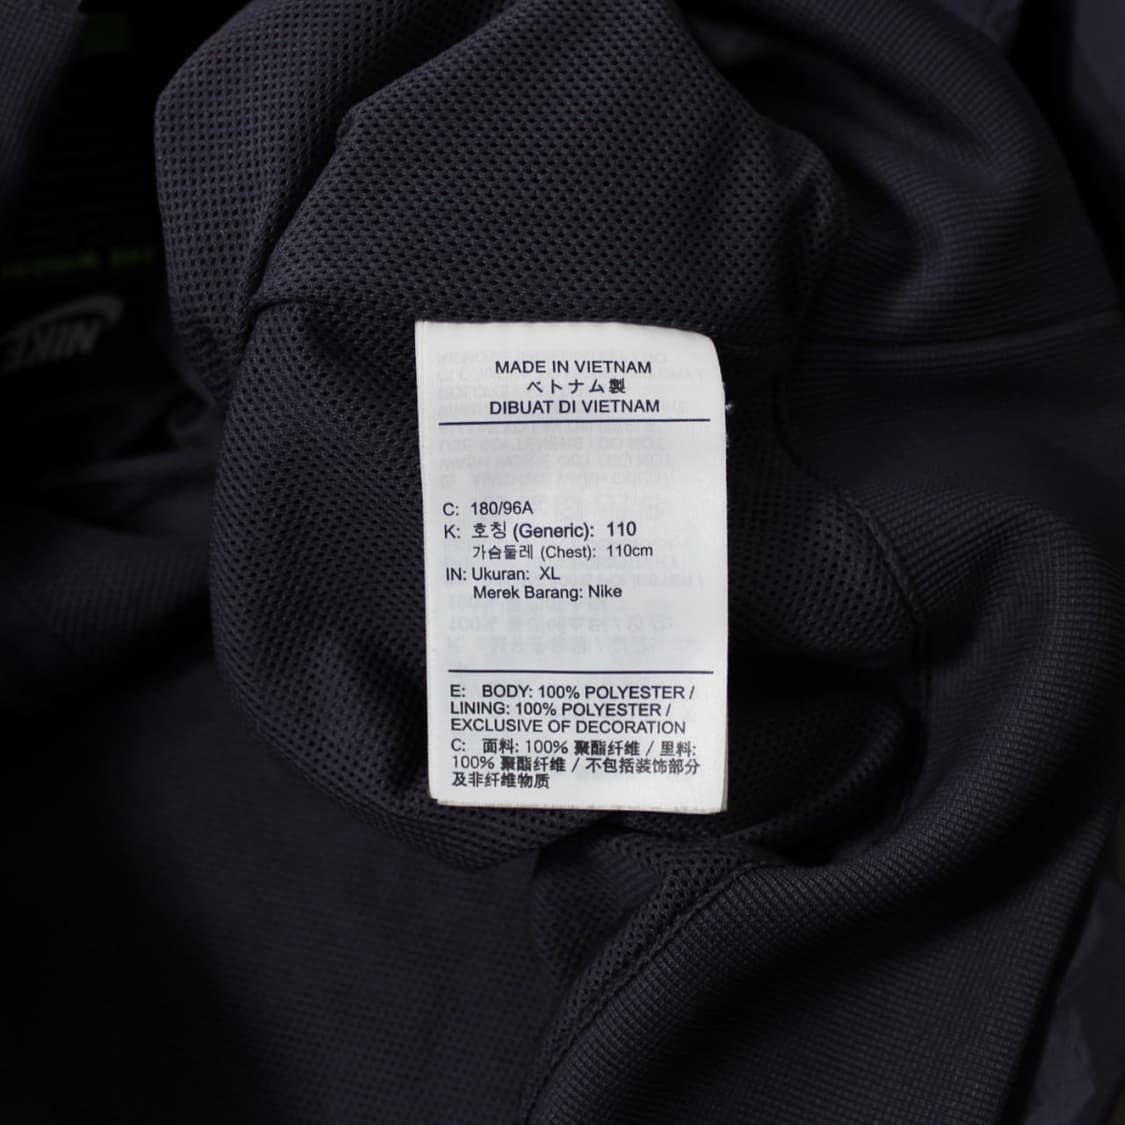 MADE IN VIETNAM
ベトナム製
DIBUAT DI VIETNAM
C: 180/96A
K: 호칭 (Generic): 110
가슴둘레 (Chest): 110cm
IN: Ukuran: XL
Merek Barang: Nike
E: BODY: 100% POLYESTER /
LINING: 100% POLYESTER /
EXCLUSIVE OF DECORATION
C: 面料: 100% 聚酯纤维 / 里料:
100% 聚酯纤维 / 不包括装饰部分
及非纤维物质
NIKE